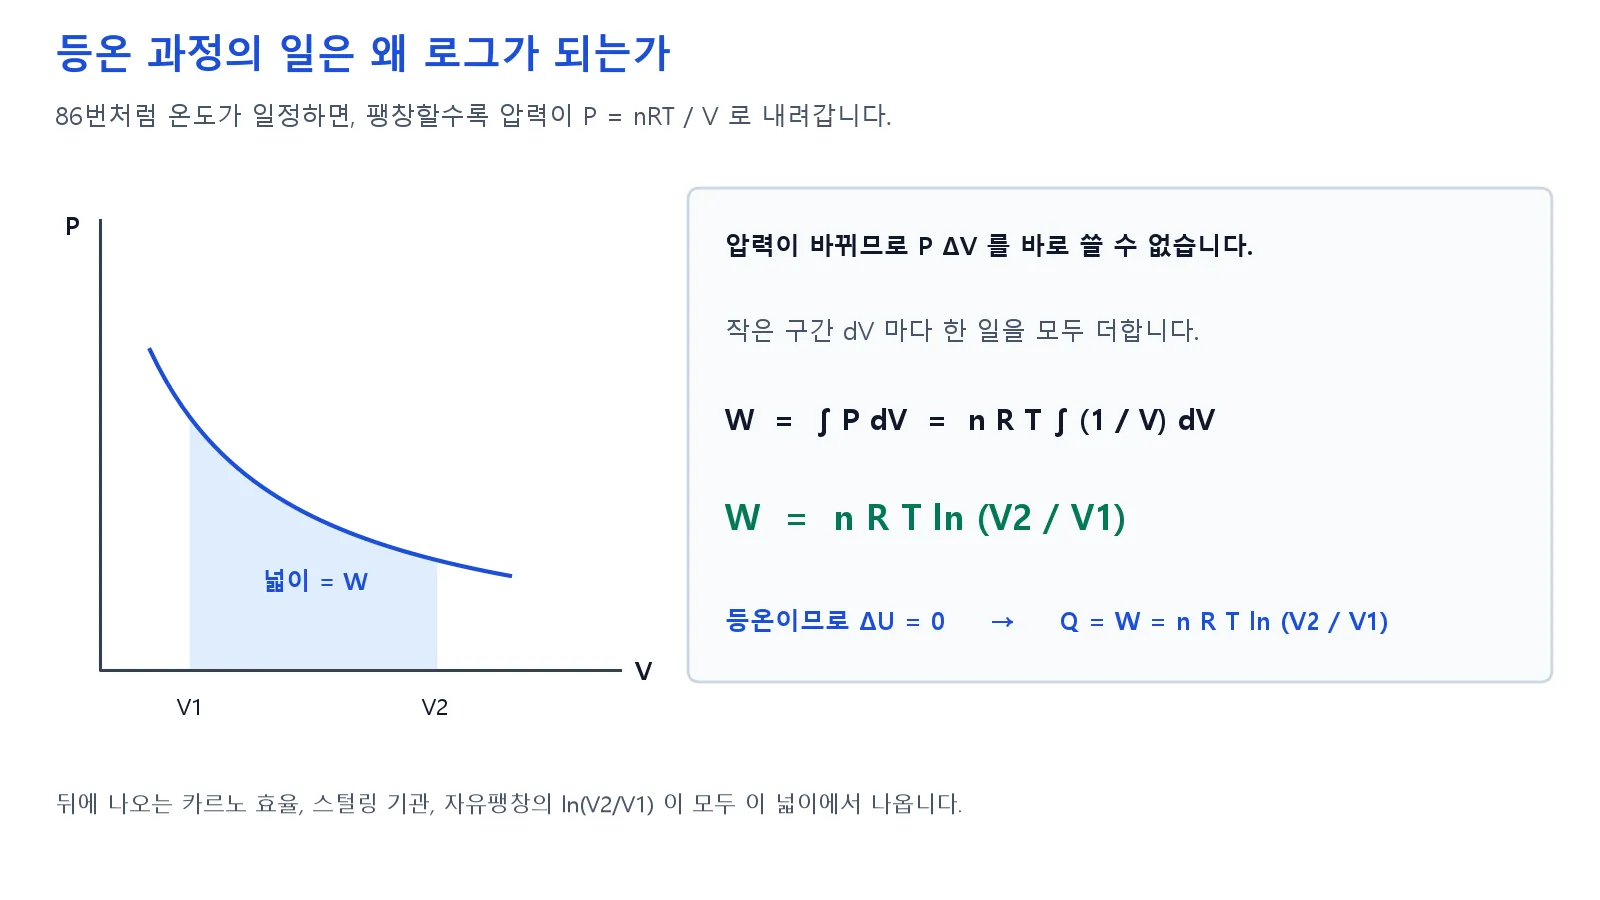 등온 과정의 일은 왜 로그가 되는가
86번처럼 온도가 일정하면, 팽창할수록 압력이 P = nRT / V 로 내려갑니다.
P
넓이 = W
V
V1
V2
압력이 바뀌므로 P ΔV 를 바로 쓸 수 없습니다.
작은 구간 dV 마다 한 일을 모두 더합니다.
W = ∫ P dV = n R T ∫ (1 / V) dV
W = n R T ln (V2 / V1)
등온이므로 ΔU = 0 → Q = W = n R T ln (V2 / V1)
뒤에 나오는 카르노 효율, 스털링 기관, 자유팽창의 ln(V2/V1) 이 모두 이 넓이에서 나옵니다.